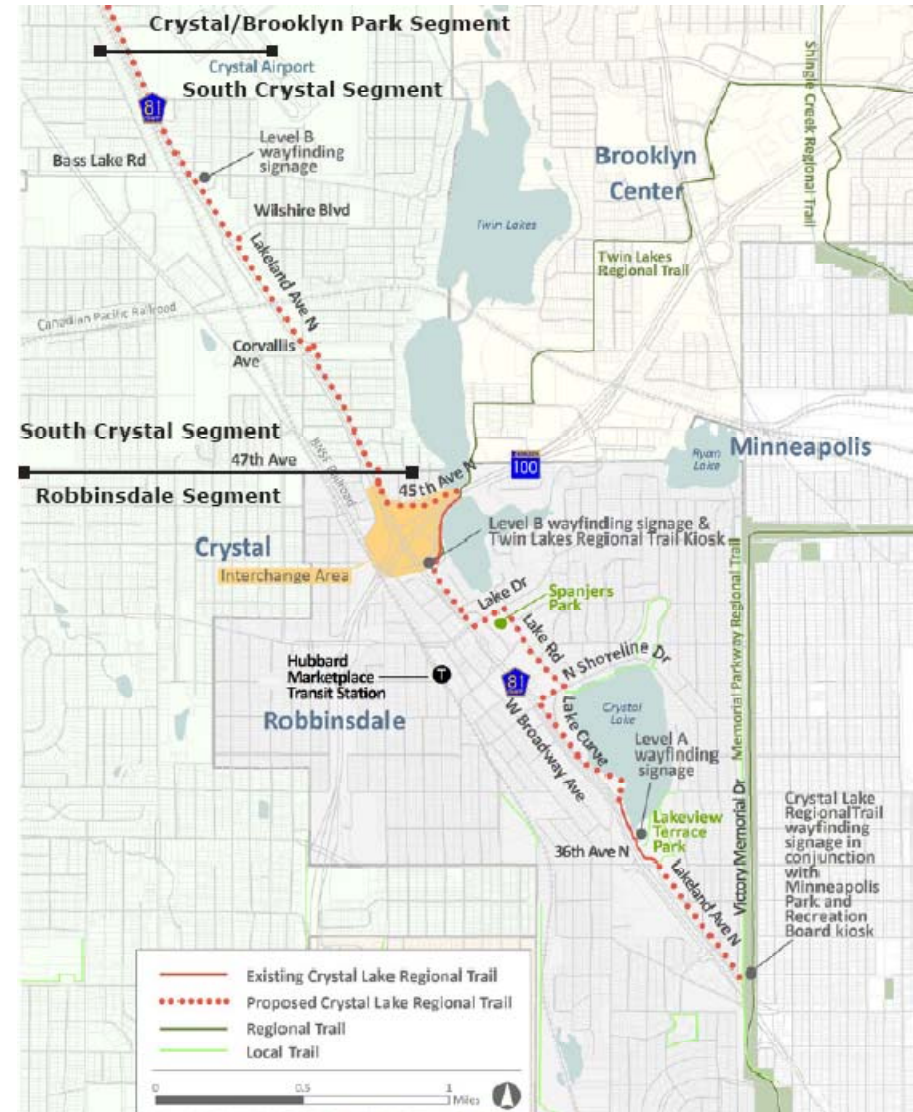 Crystal/Brooklyn Park Segment
Crystal Airport
South Crystal Segment
81
Level B
wayfinding
signage
Bass Lake Rd
Brooklyn
Center
Shingle Creek Regional Trail
Wilshire Blvd
Twin Lakes
Lakeland Ave N
Twin Lakes
Regional Trail
Canadian Pacific Railroad
Corvallis
Ave
South Crystal Segment
47th Ave
Robbinsdale Segment
BNSF Railroad
45th Ave N
100
Ryan
Lake
Minneapolis
Level B wayfinding signage &
Twin Lakes Regional Trail Kiosk
Crystal
Interchange Area
Lake Dr
Spanjers
Park
Lake Rd
N Shoreline Dr
Memorial Parkway Regional Trail
Hubbard
Marketplace
Transit Station
T
81
Robbinsdale
W Broadway Ave
Lake Curve
Crystal
Lake
Level A
wayfinding
signage
Lakeview
Terrace
Park
36th Ave N
Lakeland Ave N
Victory Memorial Dr
Crystal Lake
RegionalTrail
wayfinding
signage in
conjunction
with
Minneapolis
Park and
Recreation
Board kiosk
Existing Crystal Lake Regional Trail
Proposed Crystal Lake Regional Trail
Regional Trail
Local Trail
0 0.5 1
Miles